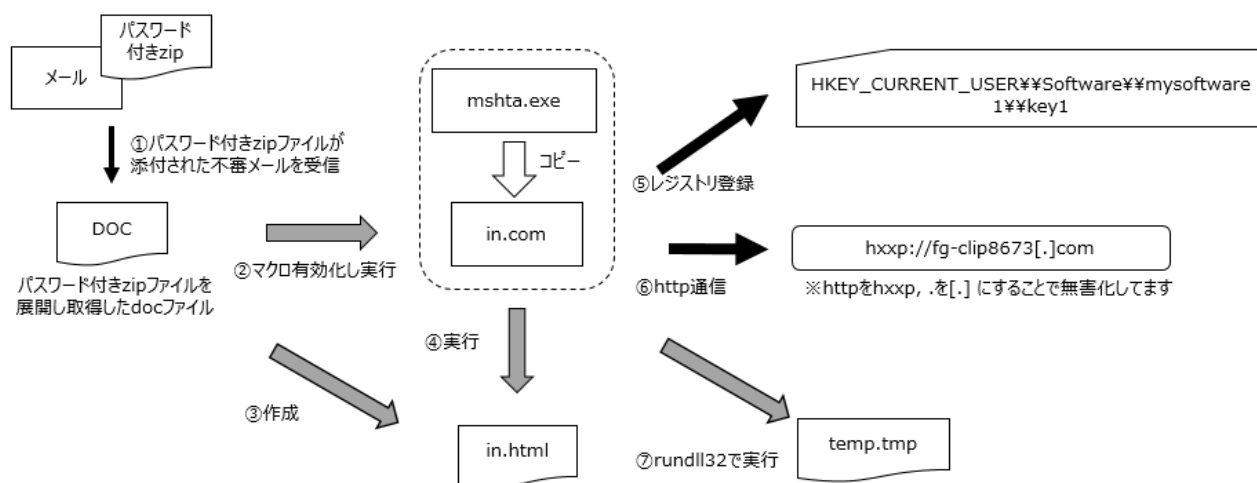 パスワード
付きzip
メール
①パスワード付きzipファイルが
添付された不審メールを受信
DOC
パスワード付きzipファイルを
展開し取得したdocファイル
②マクロ有効化し実行
③作成
mshta.exe
コピー
in.com
④実行
in.html
⑤レジストリ登録
HKEY_CURRENT_USER¥¥Software¥¥mysoftware
1¥¥key1
⑥http通信
hxxp://fg-clip8673[.]com
※httpをhxxp, .を[.] にすることで無害化してます
⑦rundll32で実行
temp.tmp